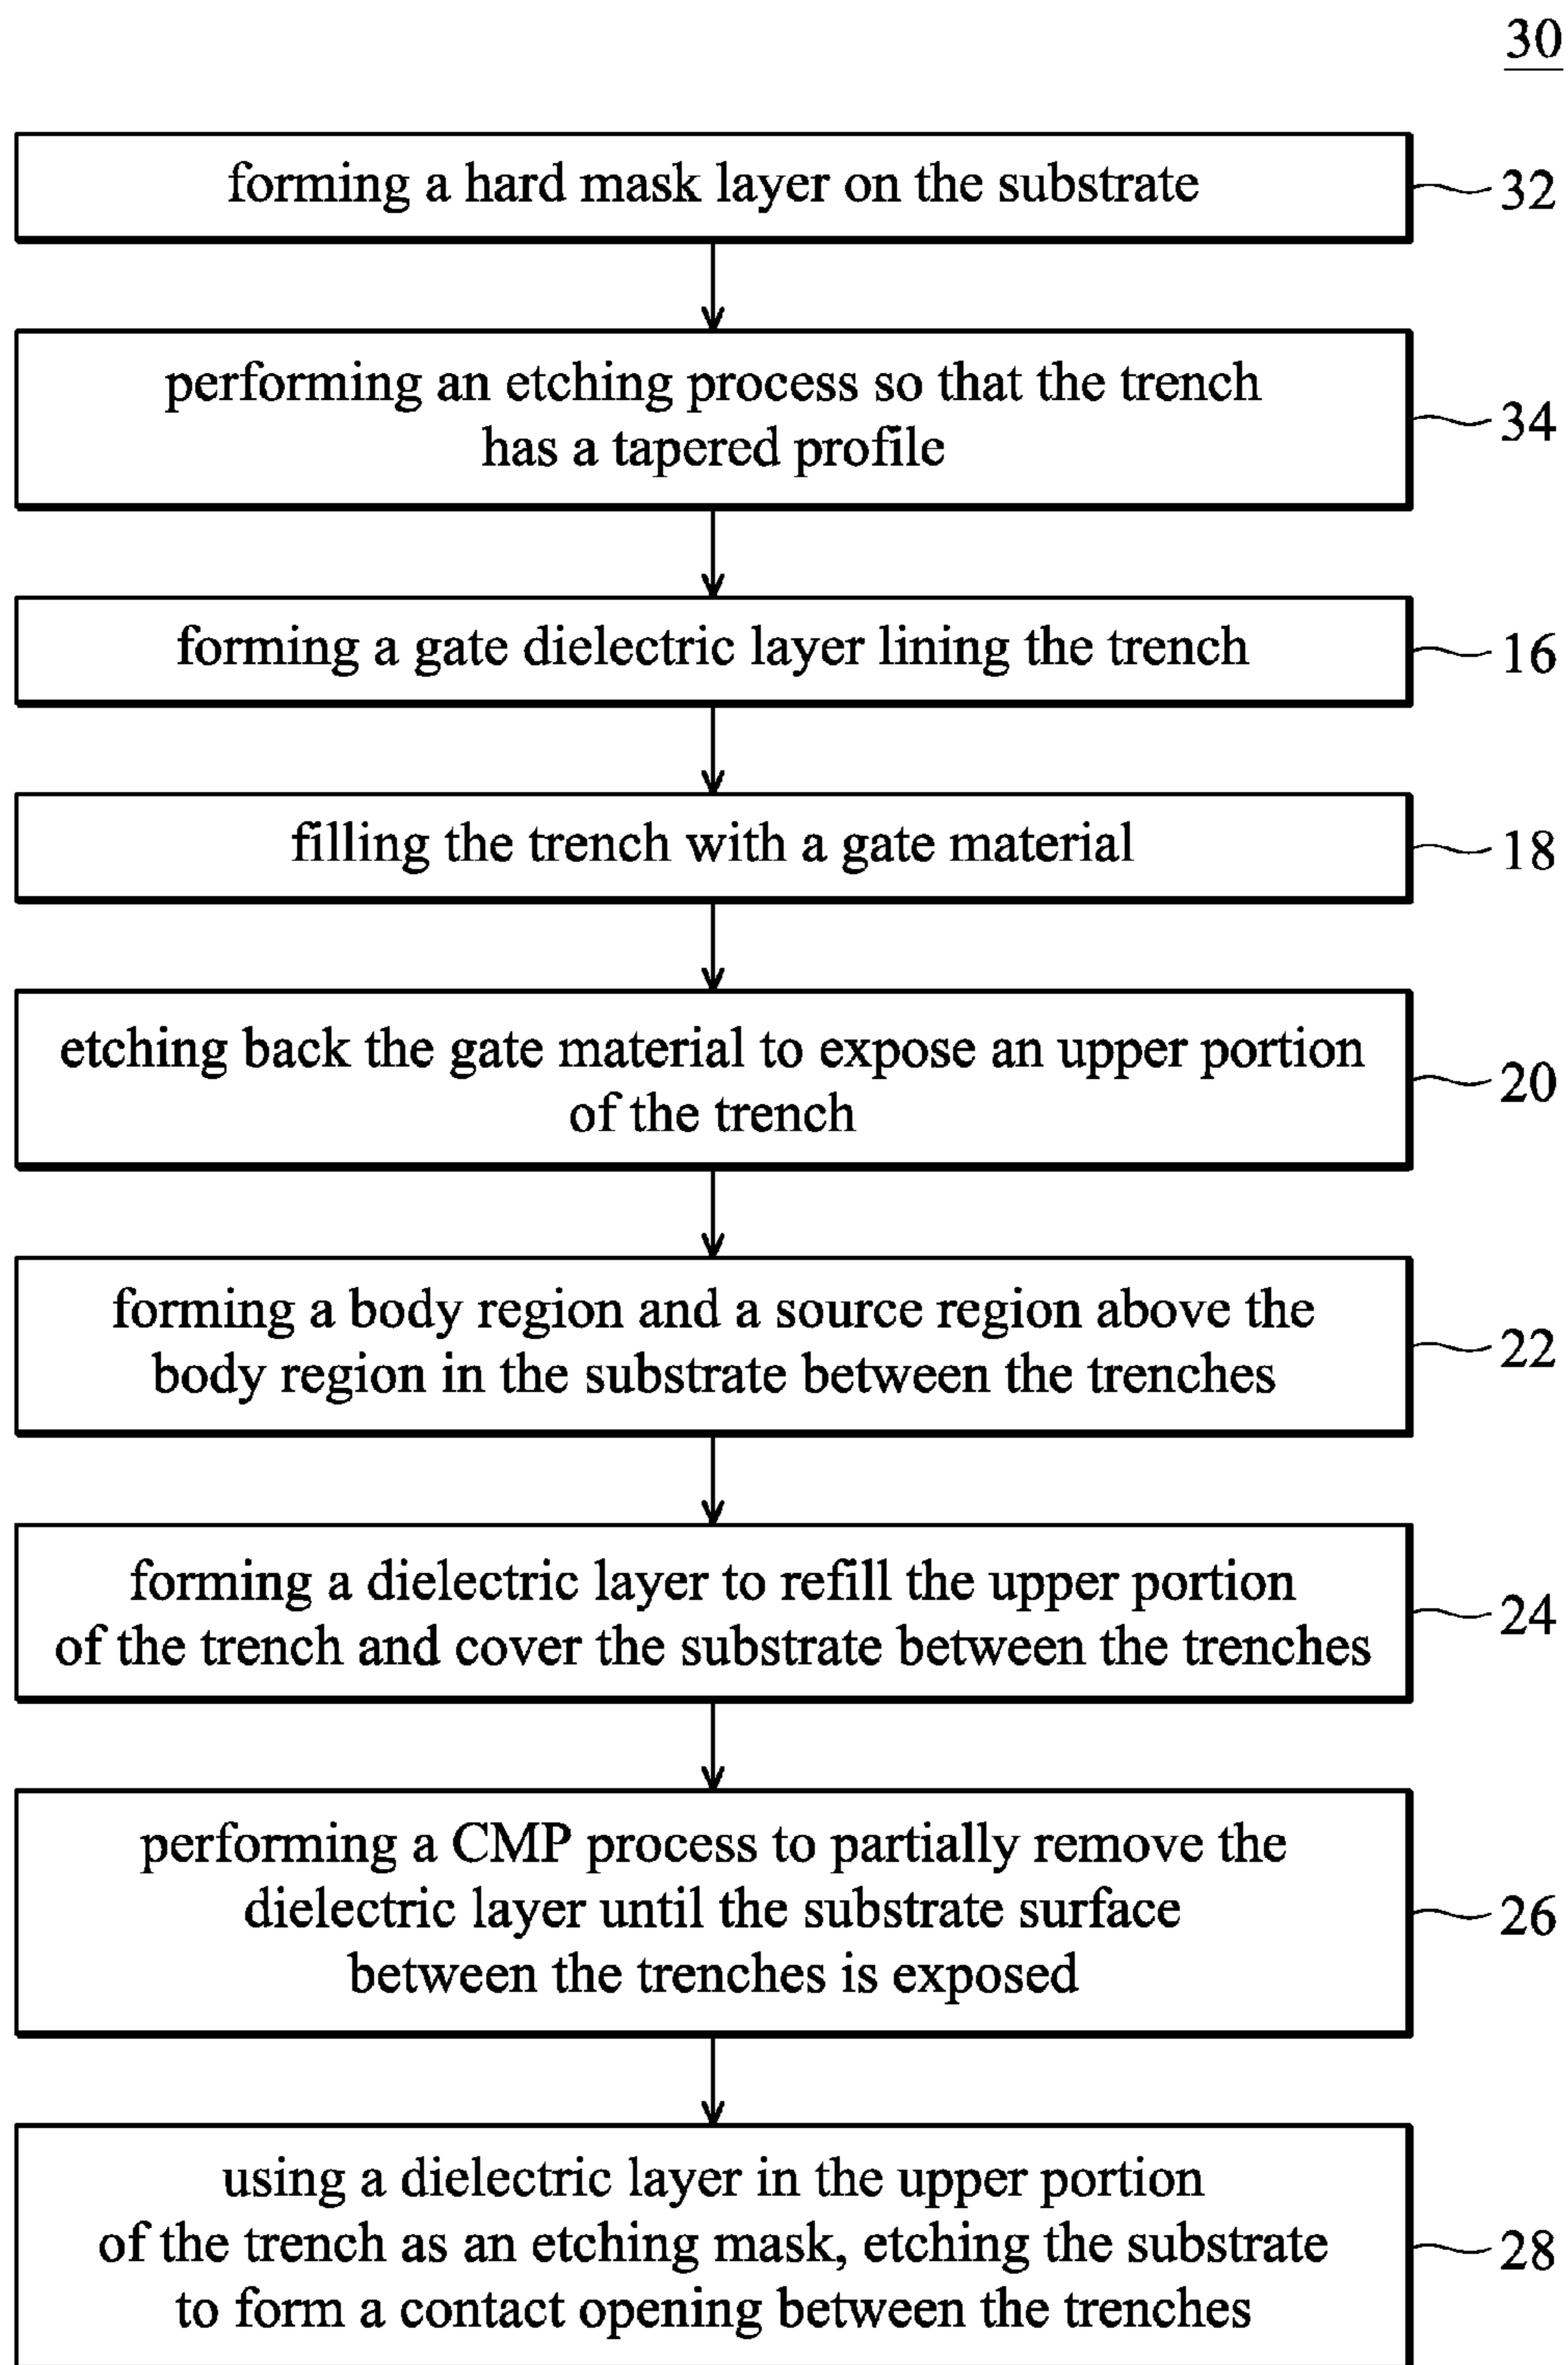 30
forming a hard mask layer on the substrate
32
performing an etching process so that the trench
has a tapered profile
34
forming a gate dielectric layer lining the trench
16
filling the trench with a gate material
18
etching back the gate material to expose an upper portion
of the trench
20
forming a body region and a source region above the
body region in the substrate between the trenches
22
forming a dielectric layer to refill the upper portion
of the trench and cover the substrate between the trenches
24
performing a CMP process to partially remove the
dielectric layer until the substrate surface
between the trenches is exposed
26
using a dielectric layer in the upper portion
of the trench as an etching mask, etching the substrate
to form a contact opening between the trenches
28